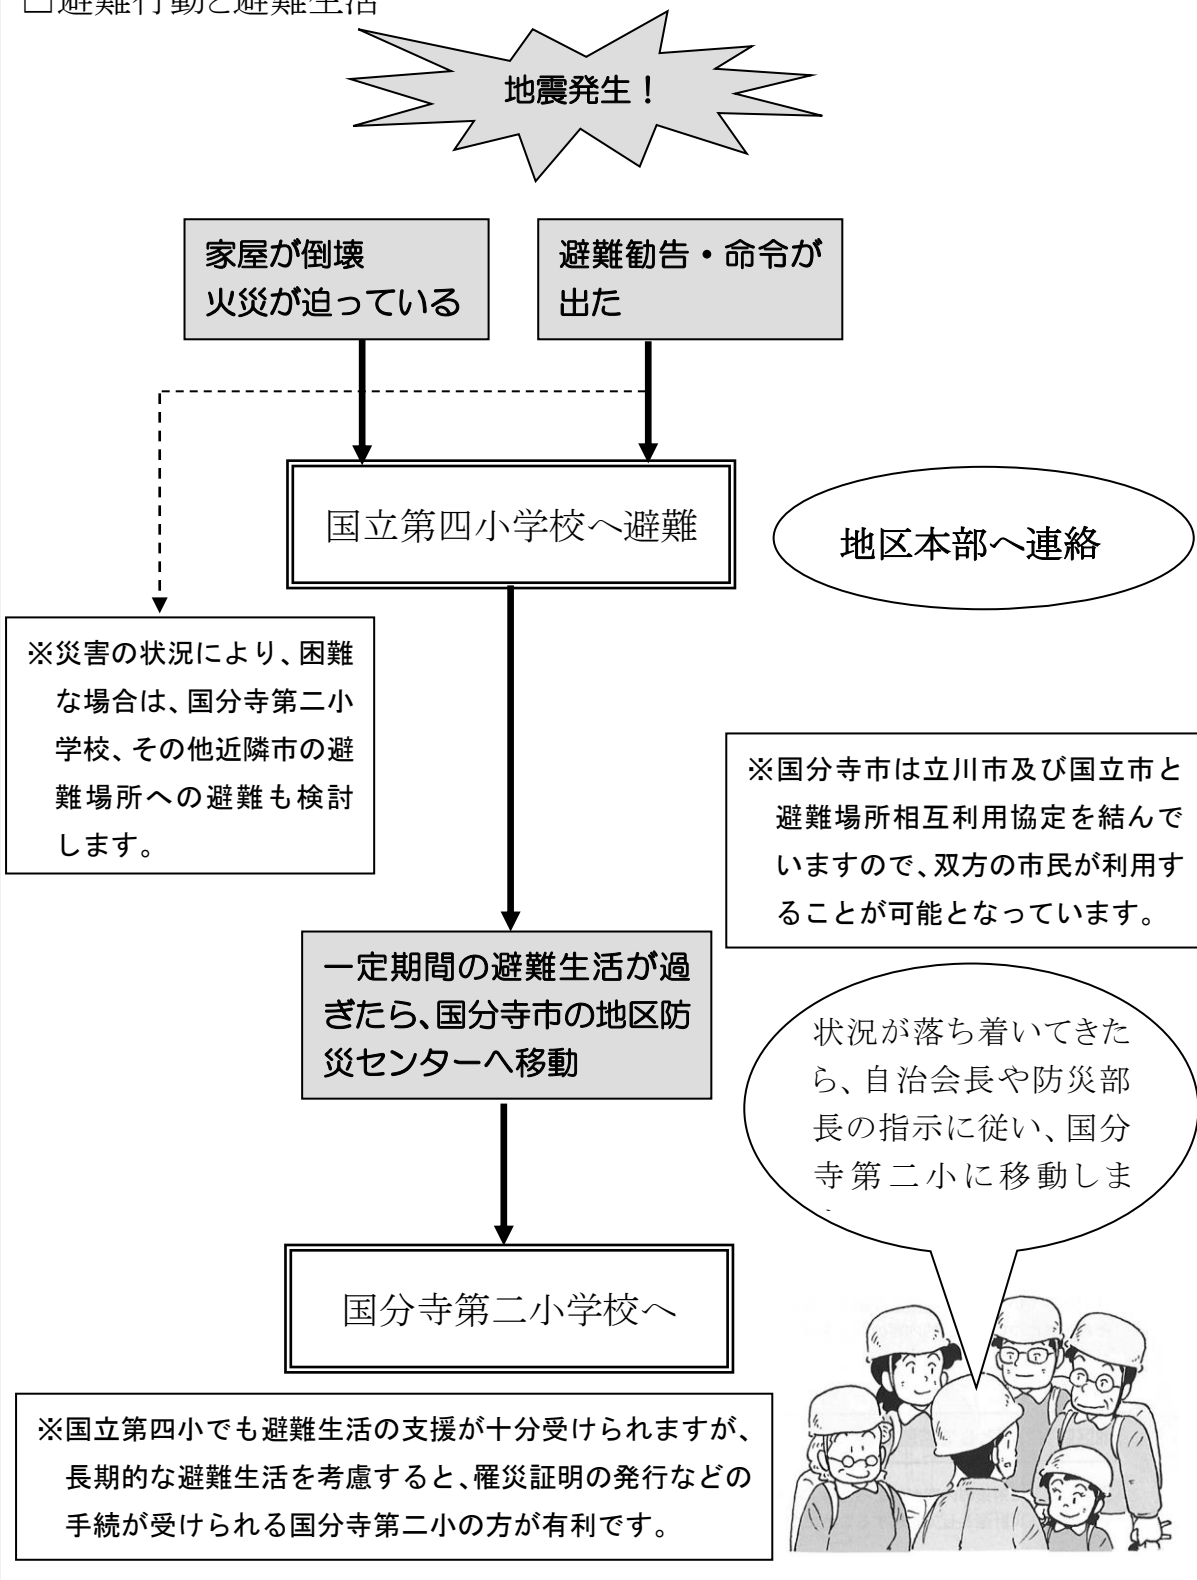 □避難行動と避難生活
地震発生！
家屋が倒壊
火災が迫っている
避難勧告・命令が
出た
国立第四小学校へ避難
地区本部へ連絡
※災害の状況により、困難
な場合は、国分寺第二小
学校、その他近隣市の避
難場所への避難も検討
します。
※国分寺市は立川市及び国立市と
避難場所相互利用協定を結んで
いますので、双方の市民が利用す
ることが可能となっています。
一定期間の避難生活が過
ぎたら、国分寺市の地区防
災センターへ移動
状況が落ち着いてきた
ら、自治会長や防災部
長の指示に従い、国分
寺第二小に移動しま
国分寺第二小学校へ
※国立第四小でも避難生活の支援が十分受けられますが、
長期的な避難生活を考慮すると、罹災証明の発行などの
手続が受けられる国分寺第二小の方が有利です。